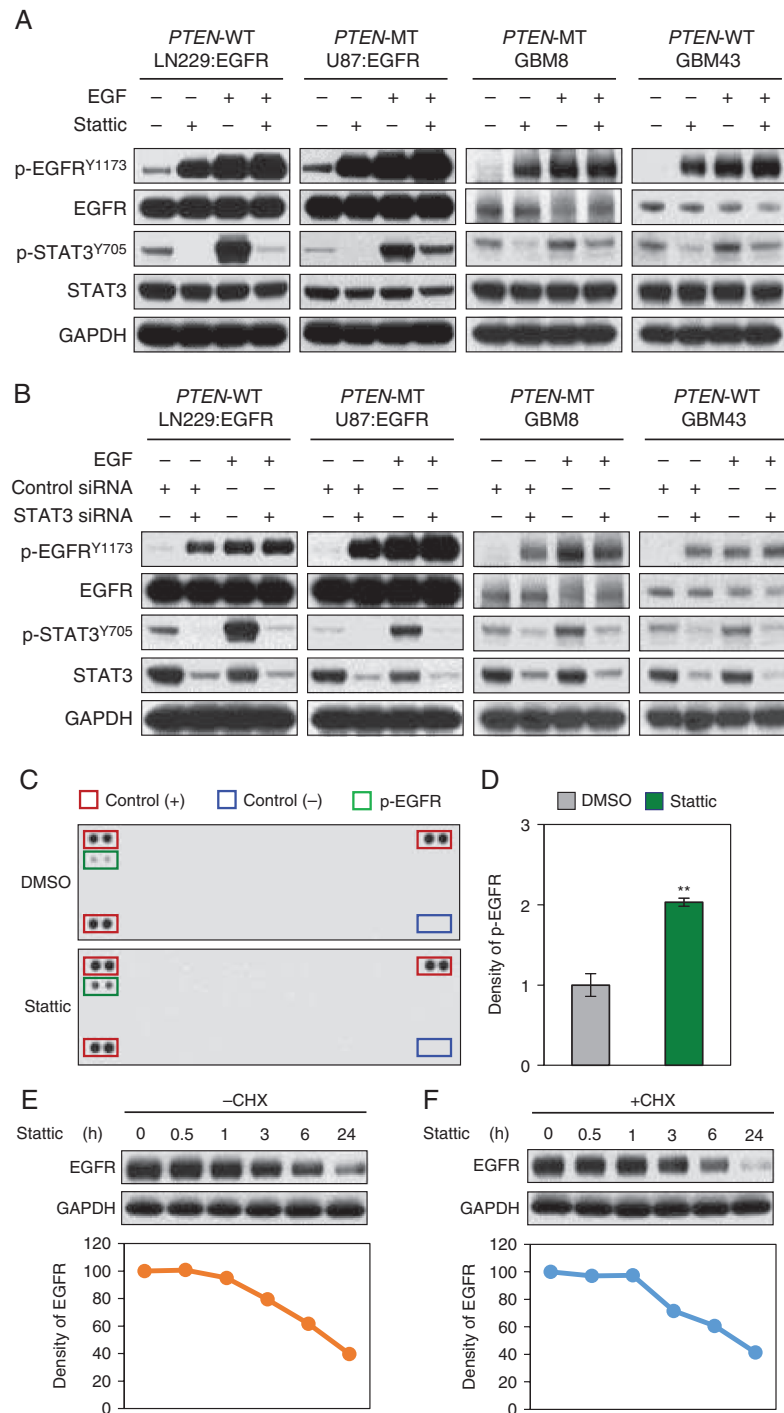 A
PTEN-WT PTEN-MT PTEN-MT PTEN-WT
LN229:EGFR U87:EGFR GBM8 GBM43
EGF – – + + – – + + – – + + – – + +
Stattic – + – + – + – + – + – + – + – +
p-EGFRY1173
EGFR
p-STAT3Y705
STAT3
GAPDH
B
PTEN-WT PTEN-MT PTEN-MT PTEN-WT
LN229:EGFR U87:EGFR GBM8 GBM43
EGF – – + + – – + + – – + + – – + +
Control siRNA + + – – + + – – + + – – + + – –
STAT3 siRNA – + – + – + – + – + – + – + – +
p-EGFRY1173
EGFR
p-STAT3Y705
STAT3
GAPDH
C
Control (+) Control (–) p-EGFR
DMSO
Stattic
D
DMSO Stattic
Density of p-EGFR
3
2
1
0
**
E
–CHX
Stattic (h) 0 0.5 1 3 6 24
EGFR
GAPDH
Density of EGFR
120
100
80
60
40
20
0
F
+CHX
Stattic (h) 0 0.5 1 3 6 24
EGFR
GAPDH
Density of EGFR
120
100
80
60
40
20
0